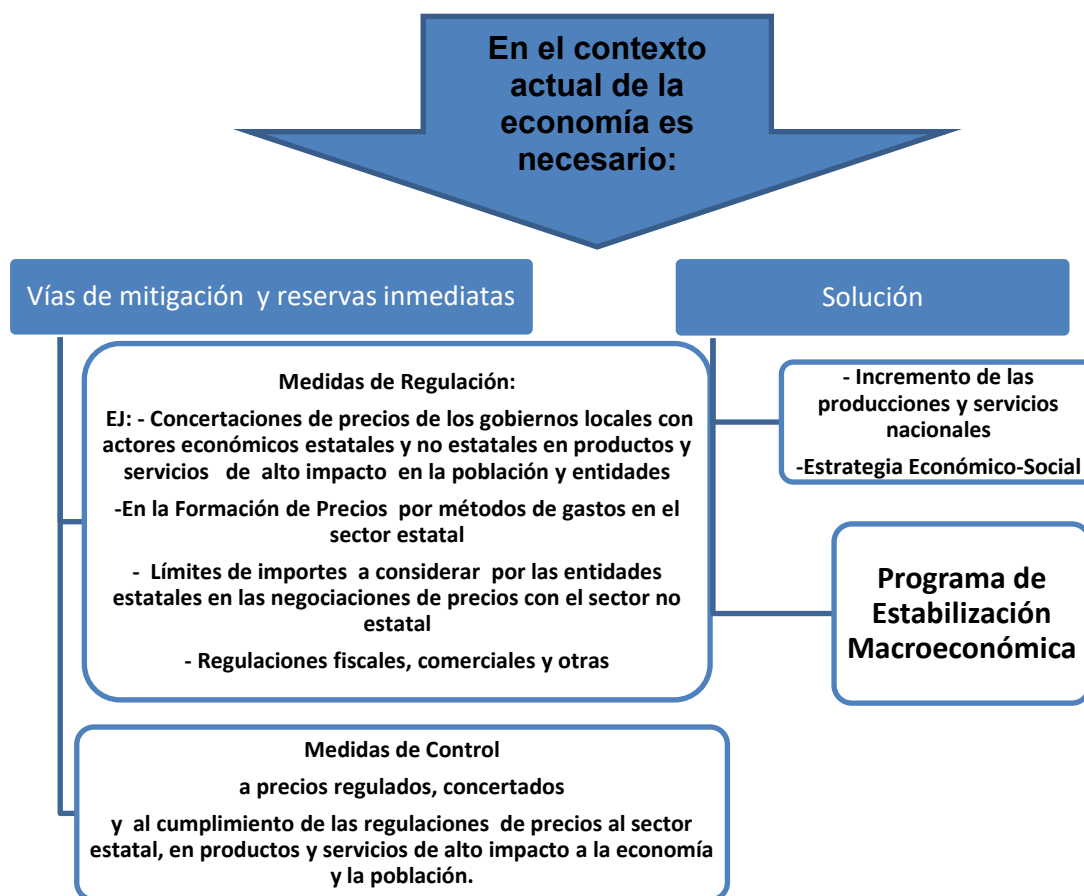 En el contexto
actual de la
economía es
necesario:
Vías de mitigación y reservas inmediatas
Medidas de Regulación:
EJ: - Concertaciones de precios de los gobiernos locales con
actores económicos estatales y no estatales en productos y
servicios de alto impacto en la población y entidades
-En la Formación de Precios por métodos de gastos en el
sector estatal
- Límites de importes a considerar por las entidades
estatales en las negociaciones de precios con el sector no
estatal
- Regulaciones fiscales, comerciales y otras
Medidas de Control
a precios regulados, concertados
y al cumplimiento de las regulaciones de precios al sector
estatal, en productos y servicios de alto impacto a la economía
y la población.
Solución
- Incremento de las
producciones y servicios
nacionales
-Estrategia Económico-Social
Programa de
Estabilización
Macroeconómica